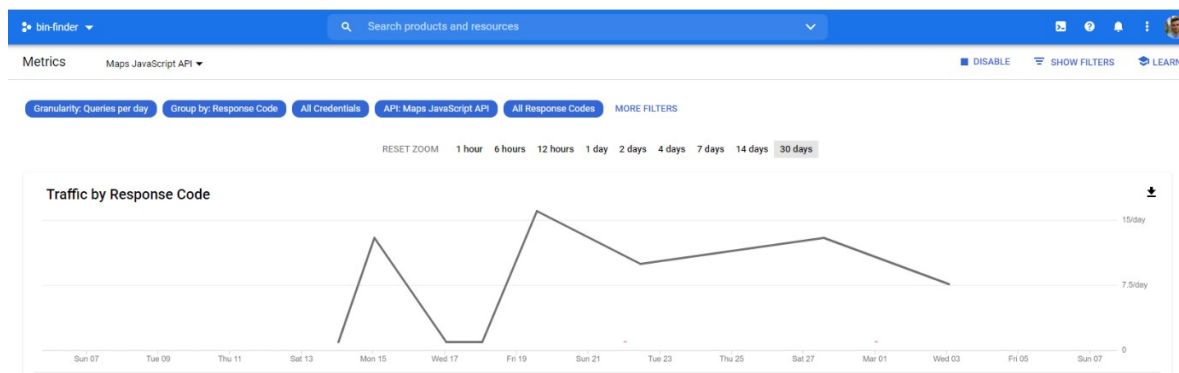 bin-finder
Search products and resources
Metrics Maps JavaScript API
DISABLE SHOW FILTERS LEARN
Granularity: Queries per day Group by: Response Code All Credentials API: Maps JavaScript API All Response Codes MORE FILTERS
RESET ZOOM 1 hour 6 hours 12 hours 1 day 2 days 4 days 7 days 14 days 30 days
Traffic by Response Code
15/day
7.5/day
0
Sun 07 Tue 09 Thu 11 Sat 13 Mon 15 Wed 17 Fri 19 Sun 21 Tue 23 Thu 25 Sat 27 Mar 01 Wed 03 Fri 05 Sun 07